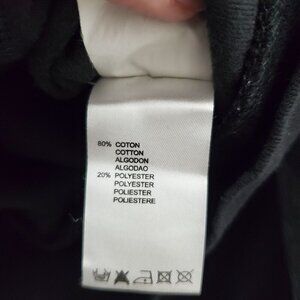 80% COTON
COTTON
ALGODON
ALGODAO
20% POLYESTER
POLYESTER
POLIESTER
POLIESTERE